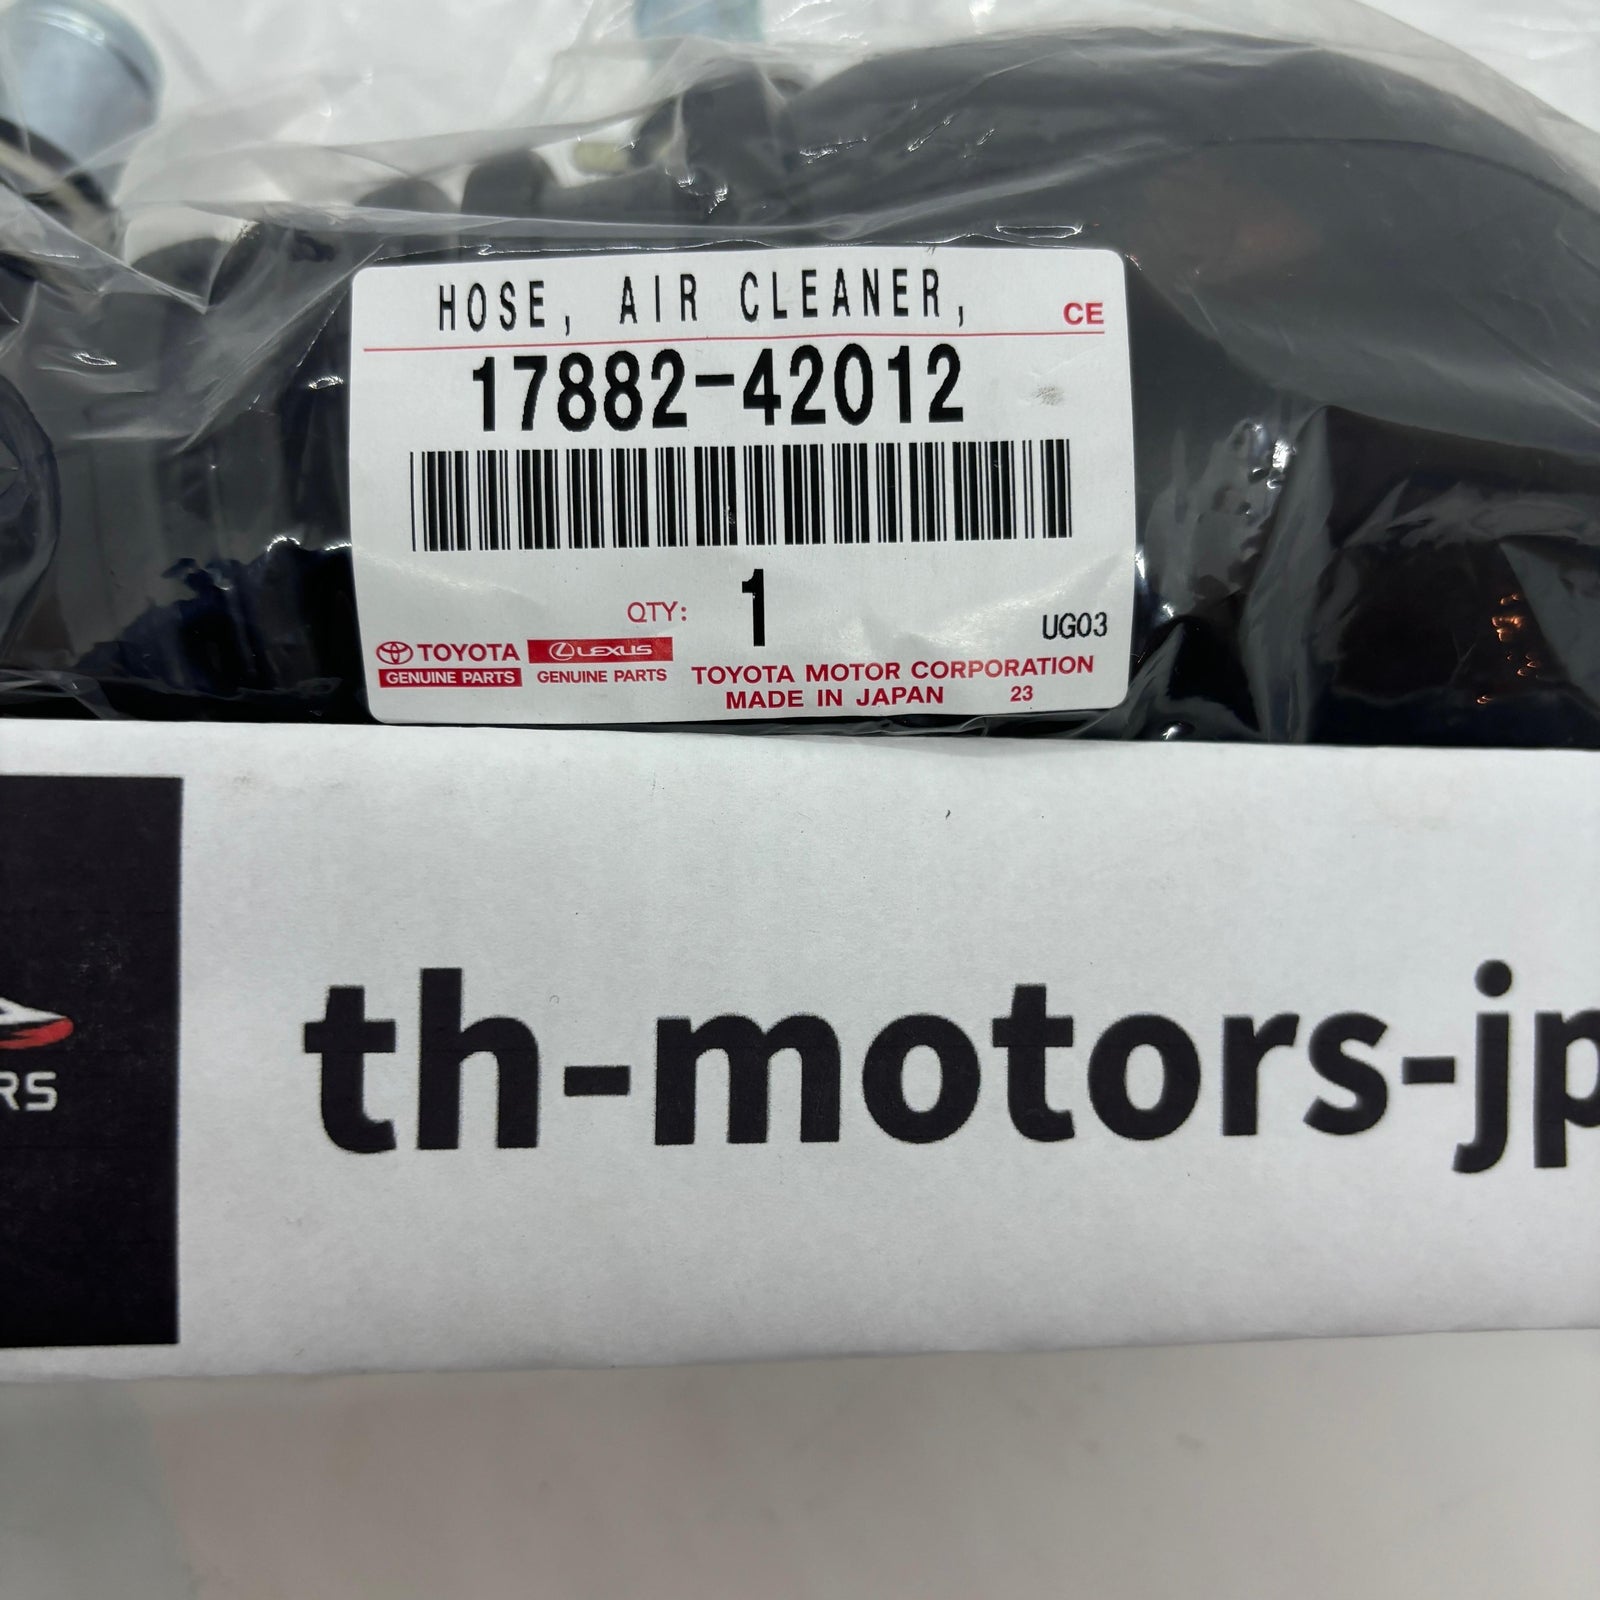 HOSE, AIR CLEANER,
CE
17882-42012
QTY: 1
UG03
TOYOTA LEXUS
GENUINE PARTS GENUINE PARTS
TOYOTA MOTOR CORPORATION
MADE IN JAPAN 23
th-motors-jp
RS